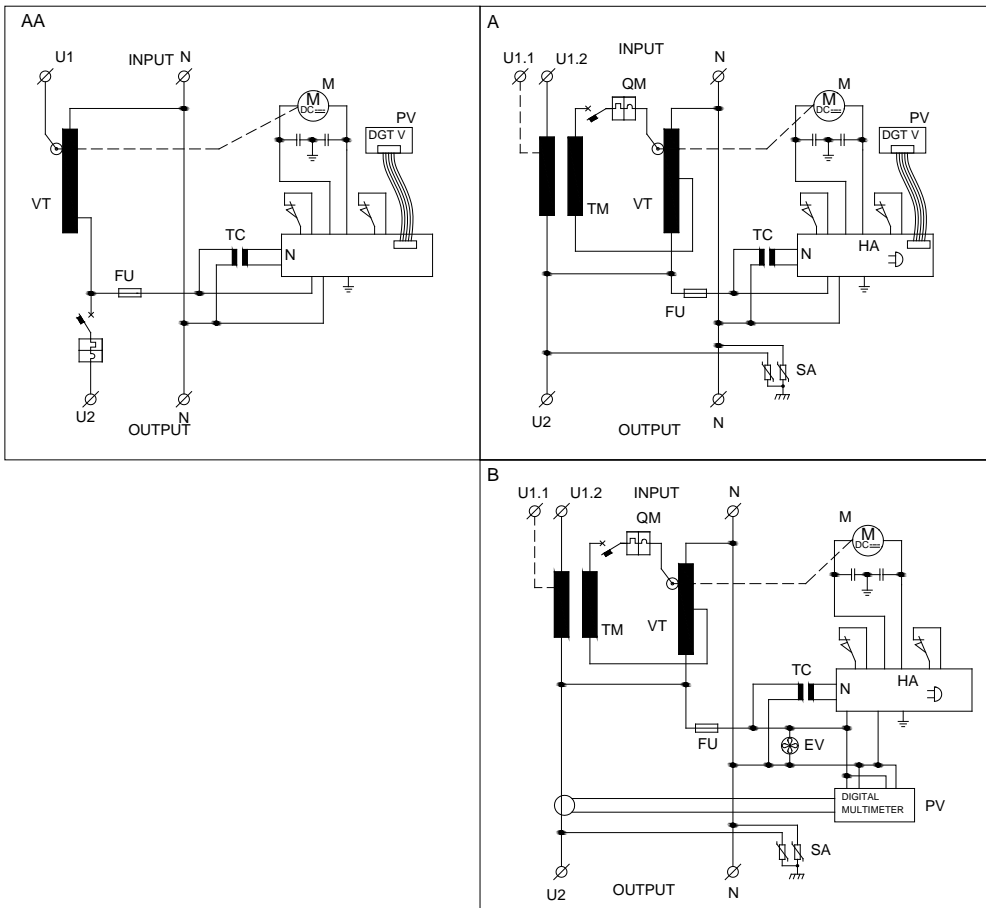 AA
U1
INPUT
N
M
M
DC
PV
DGT V
VT
TC
N
FU
U2
N
OUTPUT
A
U1.1
U1.2
INPUT
N
QM
M
M
DC
PV
DGT V
TM
VT
TC
HA
N
FU
SA
U2
N
OUTPUT
B
U1.1
U1.2
INPUT
N
QM
M
M
DC
TM
VT
TC
HA
N
FU
EV
DIGITAL
MULTIMETER
PV
SA
U2
N
OUTPUT